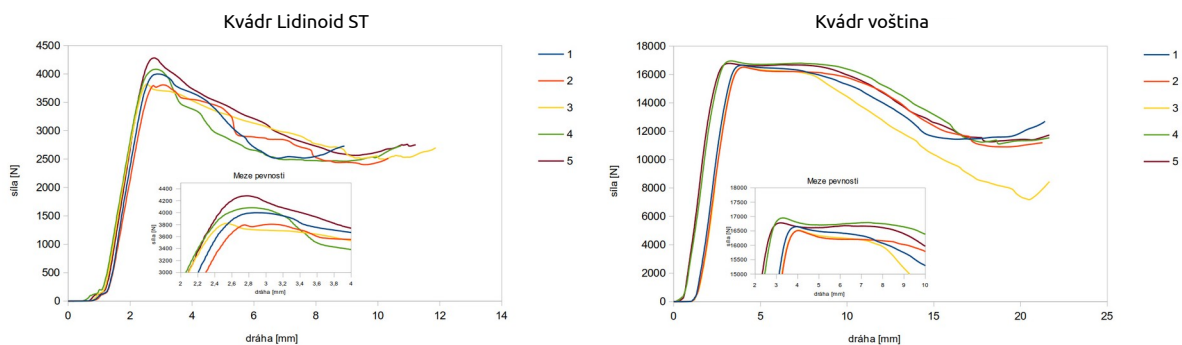 Kvádr Lidinoid ST
4500
4000
3500
3000
2500
2000
1500
1000
500
0
síla [N]
0 2 4 6 8 10 12 14
dráha [mm]
1
2
3
4
5
Meze pevnosti
4400
4200
4000
3800
3600
3400
3200
3000
síla [N]
2 2,2 2,4 2,6 2,8 3 3,2 3,4 3,6 3,8 4
dráha [mm]
Kvádr voština
18000
16000
14000
12000
10000
8000
6000
4000
2000
0
síla [N]
0 5 10 15 20 25
dráha [mm]
1
2
3
4
5
Meze pevnosti
18000
17000
16000
15000
síla [N]
2 3 4 5 6 7 8 9 10
dráha [mm]